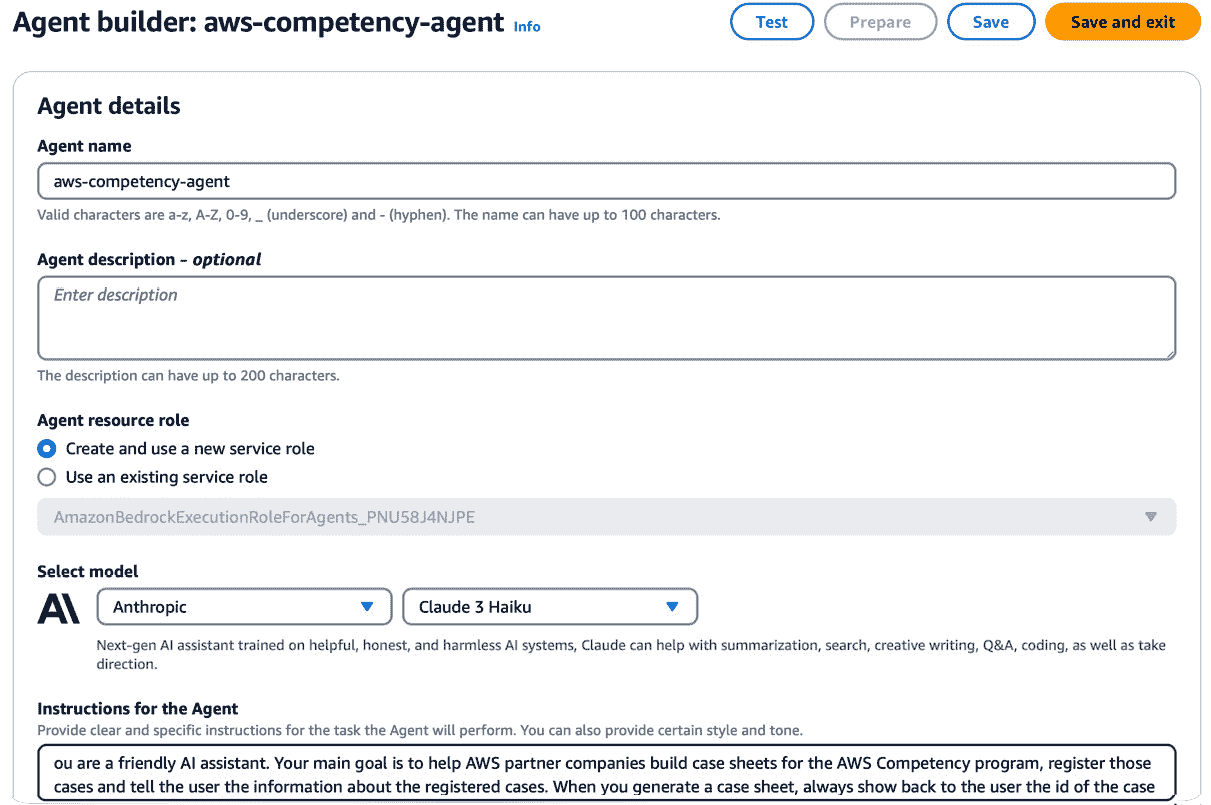 Agent builder: aws-competency-agent Info
Test
Prepare
Save
Save and exit
Agent details
Agent name
aws-competency-agent
Valid characters are a-z, A-Z, 0-9, _ (underscore) and - (hyphen). The name can have up to 100 characters.
Agent description - optional
Enter description
The description can have up to 200 characters.
Agent resource role
Create and use a new service role
Use an existing service role
AmazonBedrockExecutionRoleForAgents_PNU58J4NJPE
Select model
Anthropic
Claude 3 Haiku
Next-gen AI assistant trained on helpful, honest, and harmless AI systems, Claude can help with summarization, search, creative writing, Q&A, coding, as well as take
direction.
Instructions for the Agent
Provide clear and specific instructions for the task the Agent will perform. You can also provide certain style and tone.
ou are a friendly AI assistant. Your main goal is to help AWS partner companies build case sheets for the AWS Competency program, register those
cases and tell the user the information about the registered cases. When you generate a case sheet, always show back to the user the id of the case